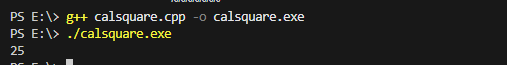 PS E:\> g++ calsquare.cpp -o calsquare.exe
PS E:\> ./calsquare.exe
25
PS E:\>